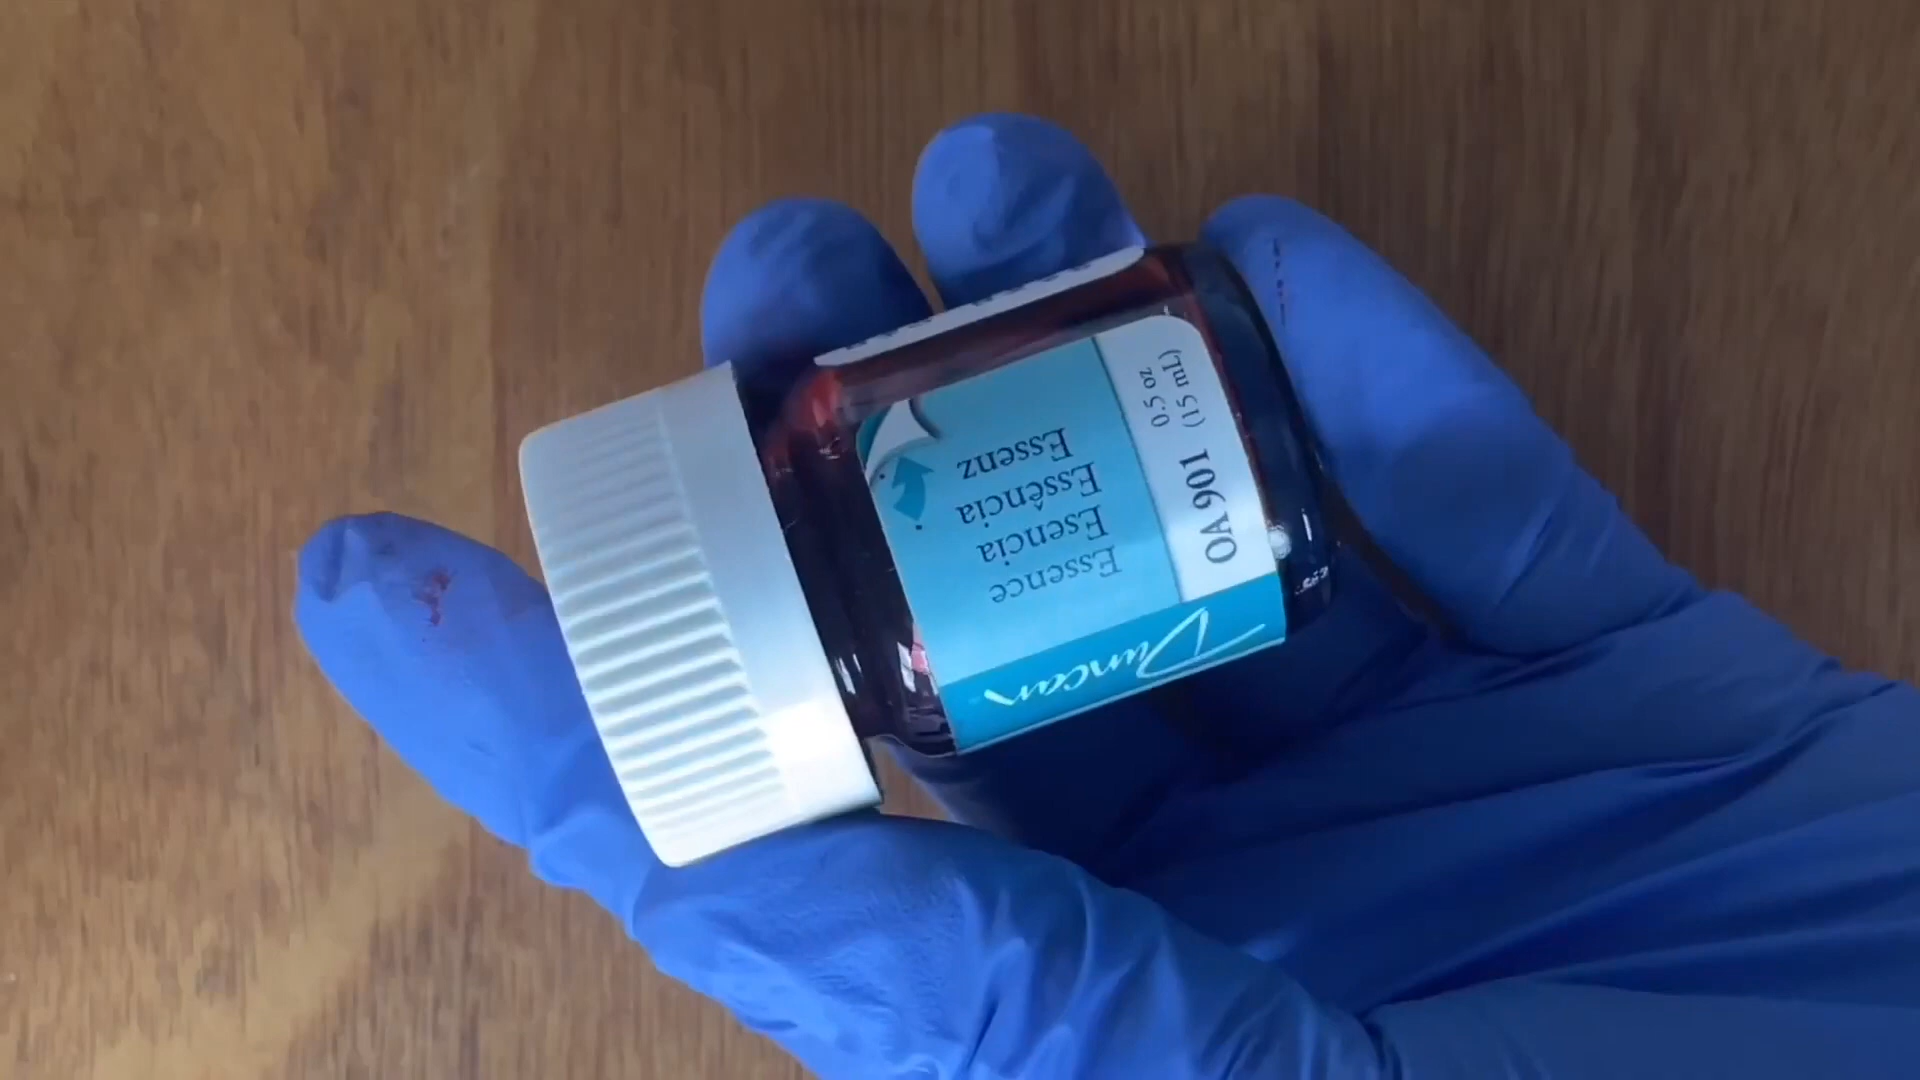 Duncan
Essence
Esencia
Essência
Essenz
OA 901
0.5 oz
(15 mL)